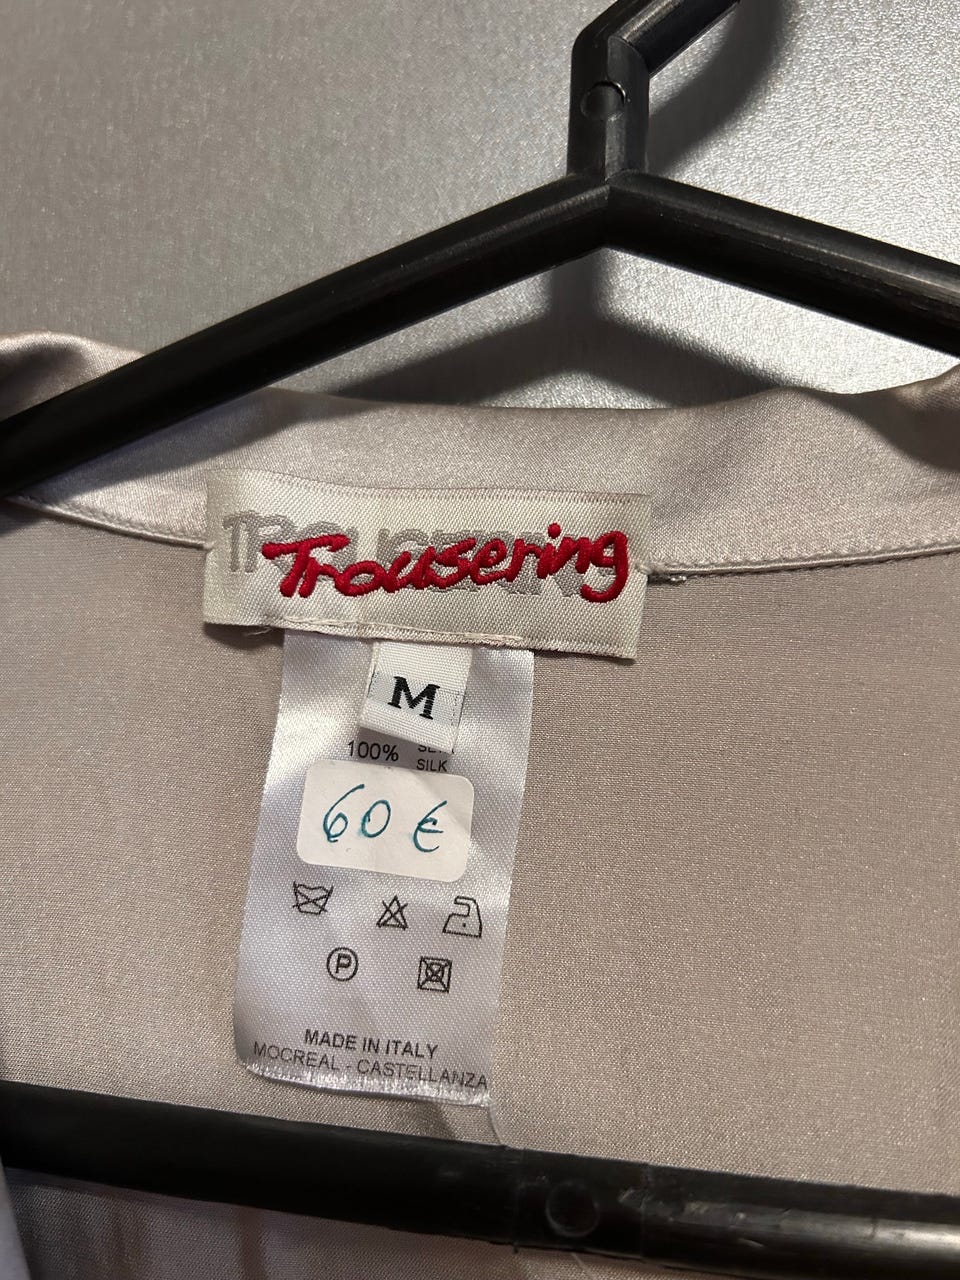 Trousering
M
100%
SILK
60 €
P
MADE IN ITALY
MOCREAL - CASTELLANZA